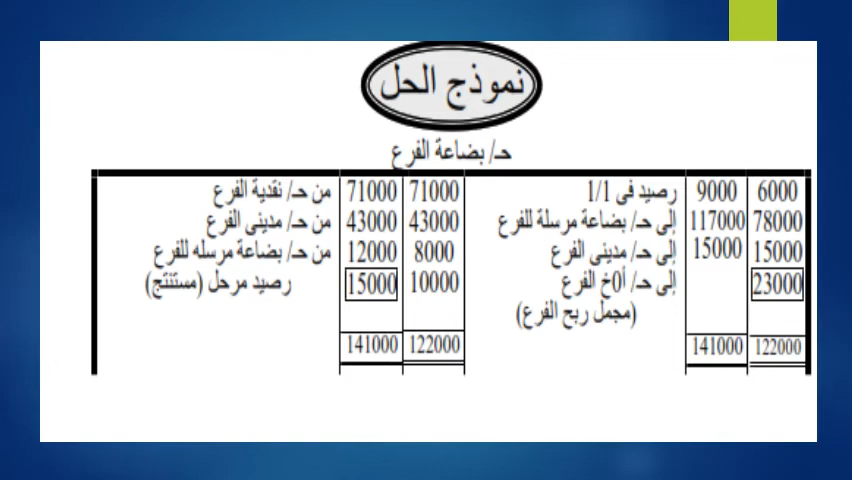 نموذج الحل
حـ/ بضاعة الفرع
6000 9000 رصيد فى 1/1 71000 71000 من حـ/ نقدية الفرع
78000 117000 إلى حـ/ بضاعة مرسلة للفرع 43000 43000 من حـ/ مدينى الفرع
15000 15000 إلى حـ/ مدينى الفرع 8000 12000 من حـ/ بضاعة مرسله للفرع
23000 إلى حـ/ أ0خ الفرع 10000 15000 رصيد مرحل (مستنتج)
(مجمل ربح الفرع)
122000 141000 122000 141000